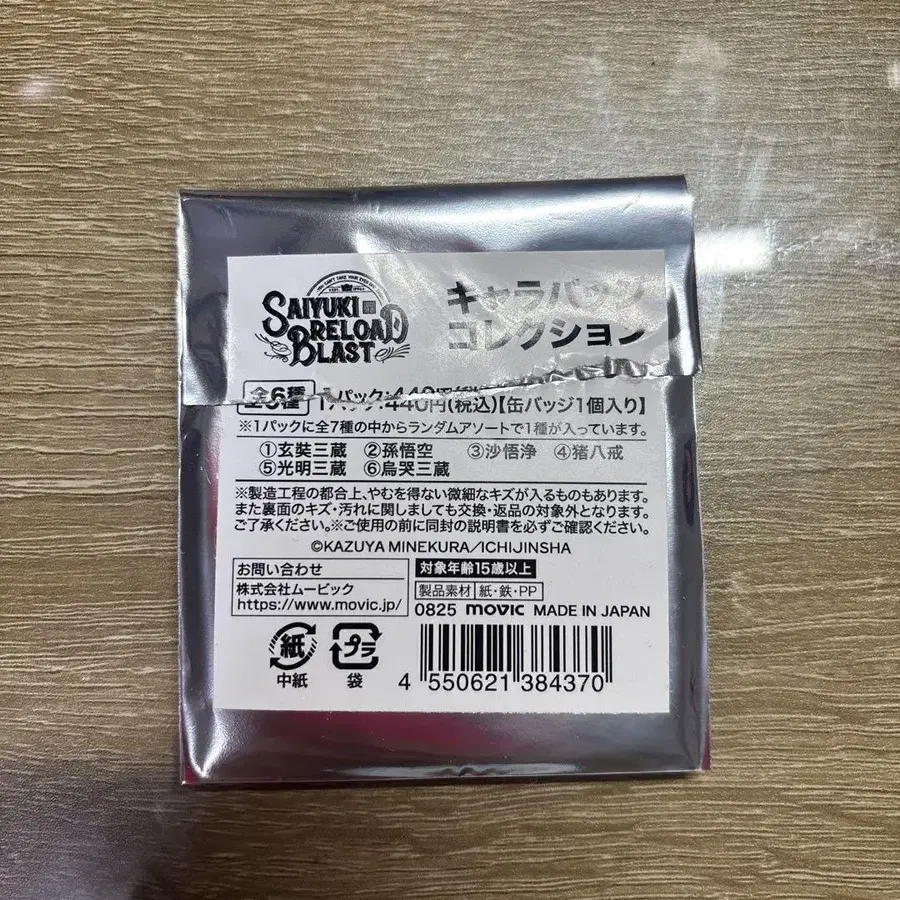 YOU CAN'T TAKE YOUR EYES OFF
SAIYUKI
RELOAD
BLAST
キャラバッジ
コレクション
全6種
1パック:440円(税込)【缶バッジ1個入り】
※1パックに全7種の中からランダムアソートで1種が入っています。
①玄奘三蔵 ②孫悟空 ③沙悟浄 ④猪八戒
⑤光明三蔵 ⑥烏哭三蔵
※製造工程の都合上、やむを得ない微細なキズが入るものもあります。
また裏面のキズ・汚れに関しましても交換・返品の対象外となります。
ご了承ください。※ご使用の前に同封の説明書を必ずご確認ください。
©KAZUYA MINEKURA/ICHIJINSHA
お問い合わせ
株式会社ムービック
https://www.movic.jp/
対象年齢15歳以上
製品素材 紙・鉄・PP
0825 movic MADE IN JAPAN
紙
中紙
プラ
袋
4 550621 384370